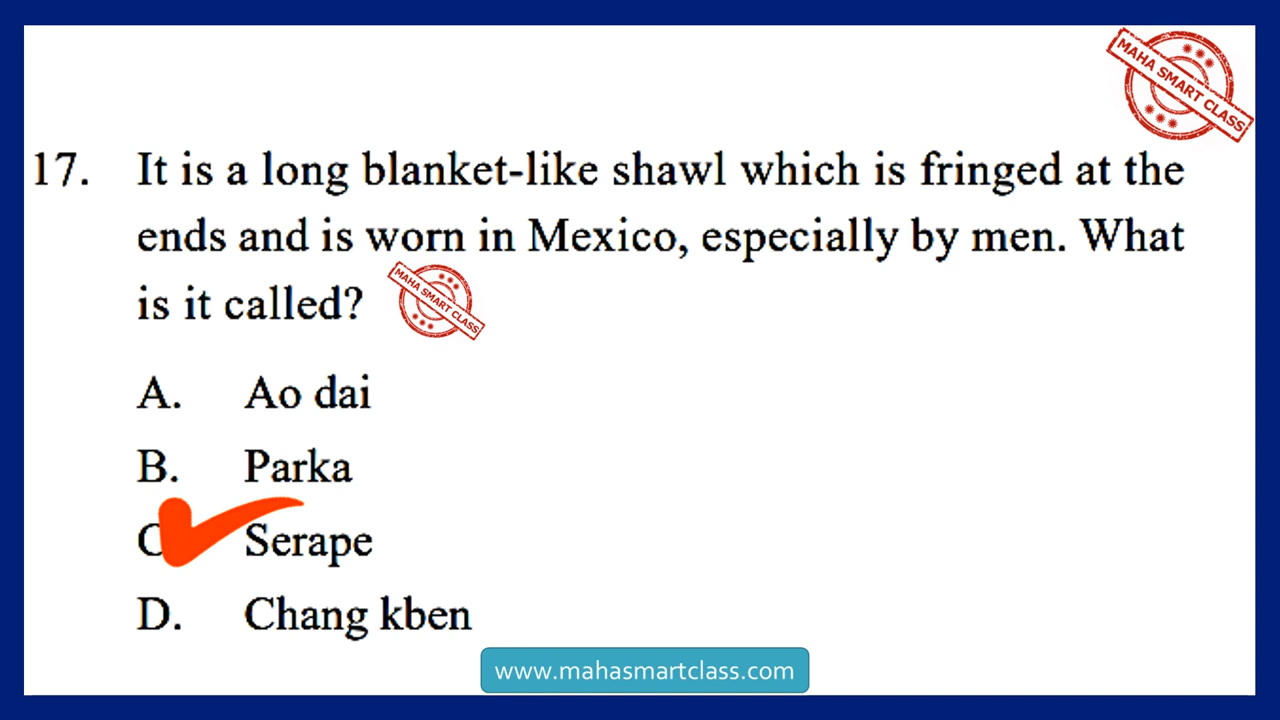 MAHA SMART CLASS
17. It is a long blanket-like shawl which is fringed at the
ends and is worn in Mexico, especially by men. What
is it called?
MAHA SMART CLASS
A. Ao dai
B. Parka
C Serape
D. Chang kben
www.mahasmartclass.com